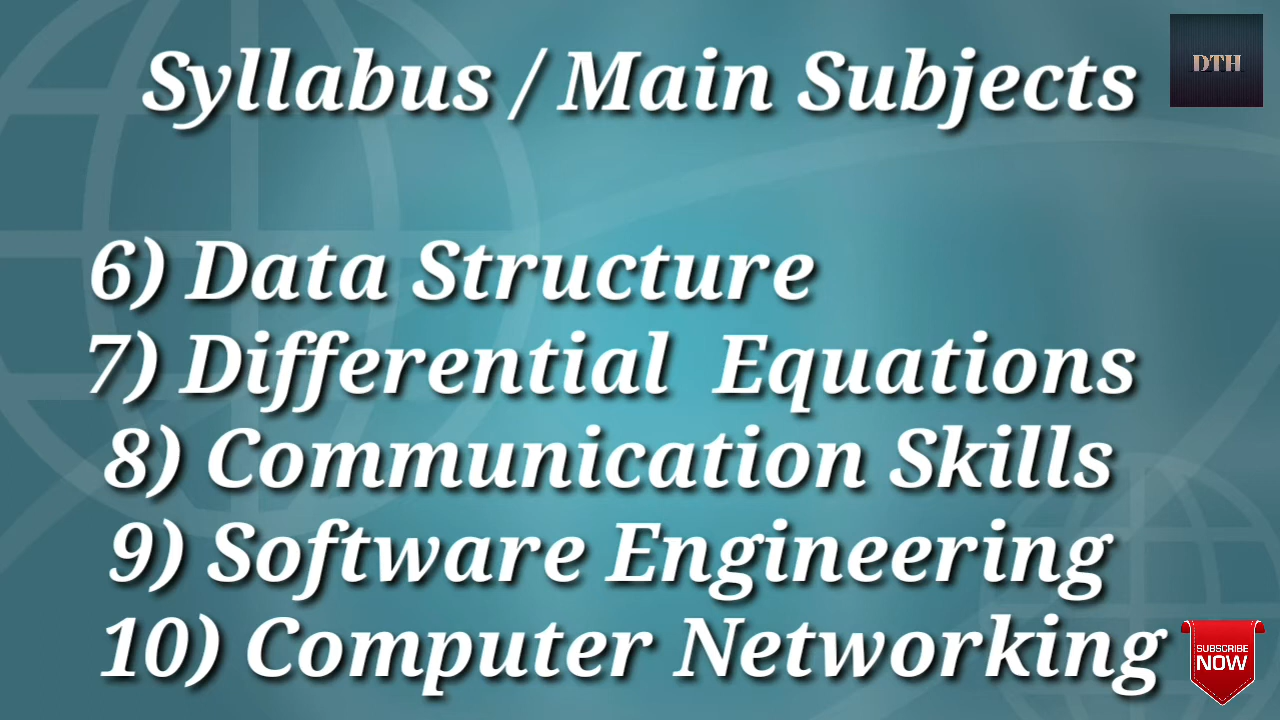 Syllabus / Main Subjects
DTH
6) Data Structure
7) Differential Equations
8) Communication Skills
9) Software Engineering
10) Computer Networking
SUBSCRIBE
NOW